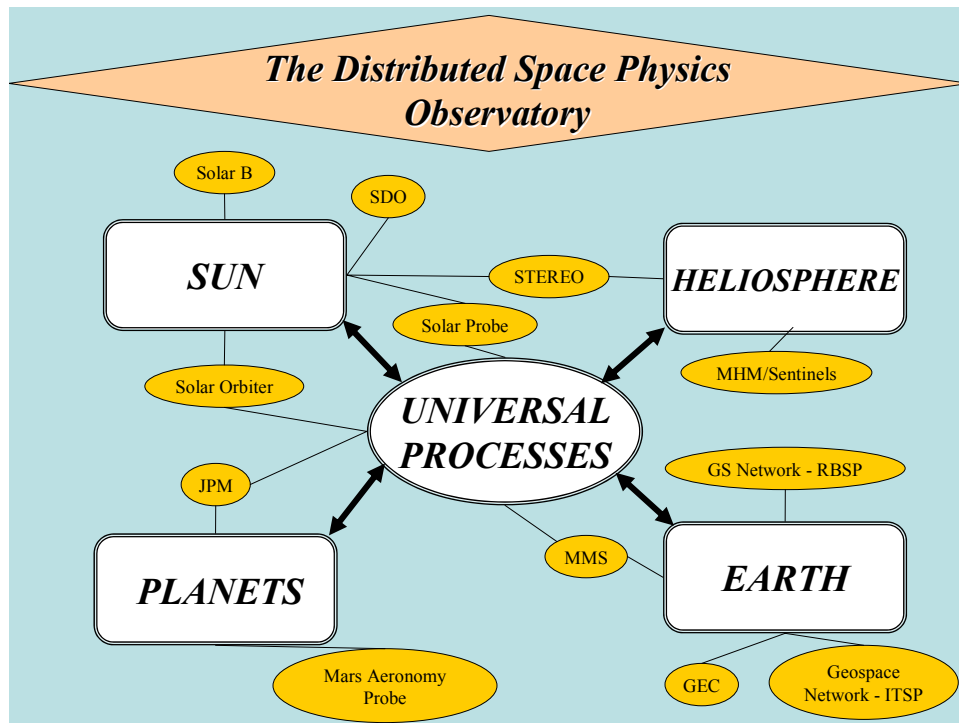 The Distributed Space Physics
Observatory
Solar B
SDO
SUN
STEREO
HELIOSPHERE
Solar Probe
Solar Orbiter
MHM/Sentinels
UNIVERSAL
PROCESSES
GS Network - RBSP
JPM
MMS
PLANETS
EARTH
Mars Aeronomy
Probe
GEC
Geospace
Network - ITSP